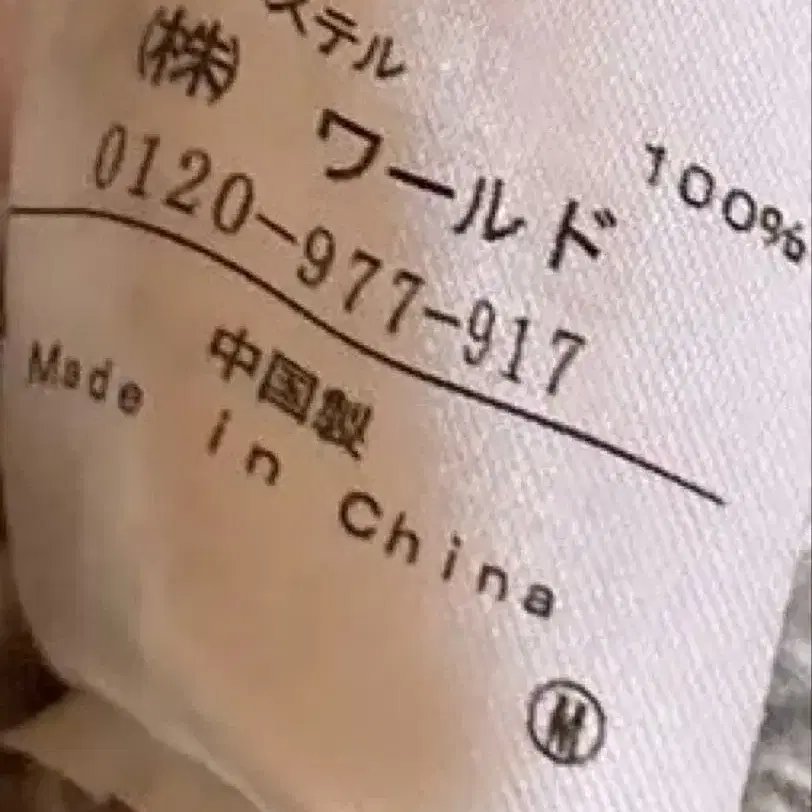 ステル 100%
㈱ ワールド
0120-977-917
中国製
Made in China
Ⓜ